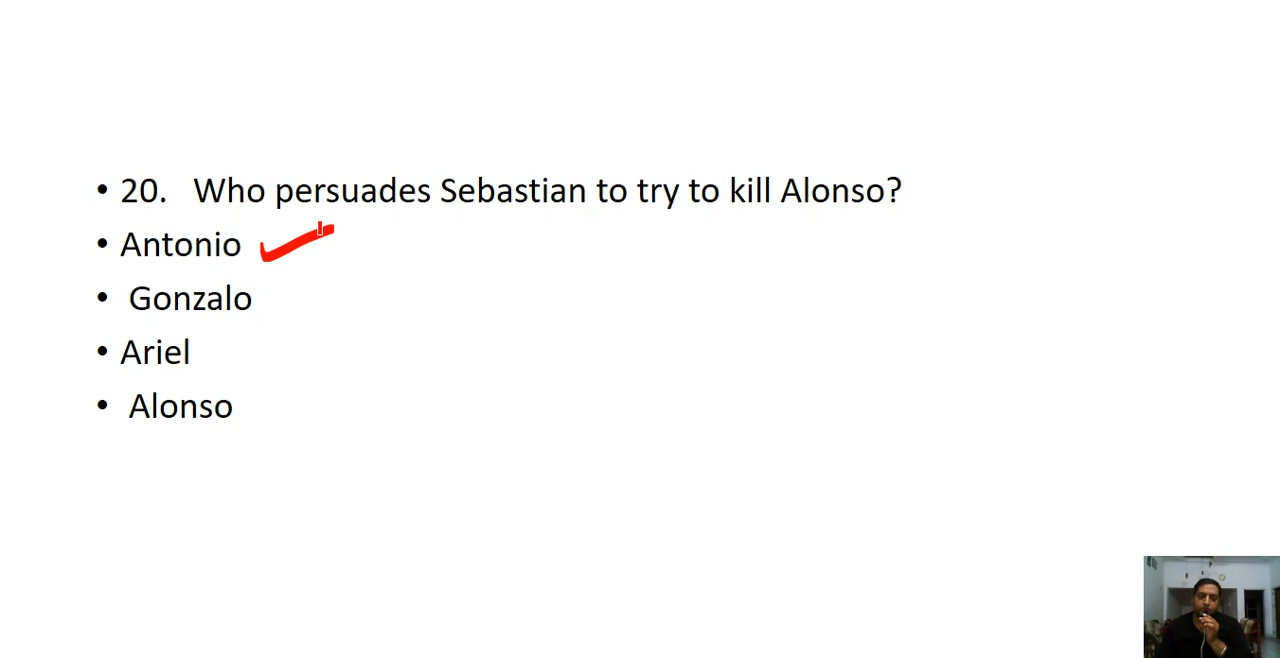 • 20. Who persuades Sebastian to try to kill Alonso?
• Antonio
• Gonzalo
• Ariel
• Alonso